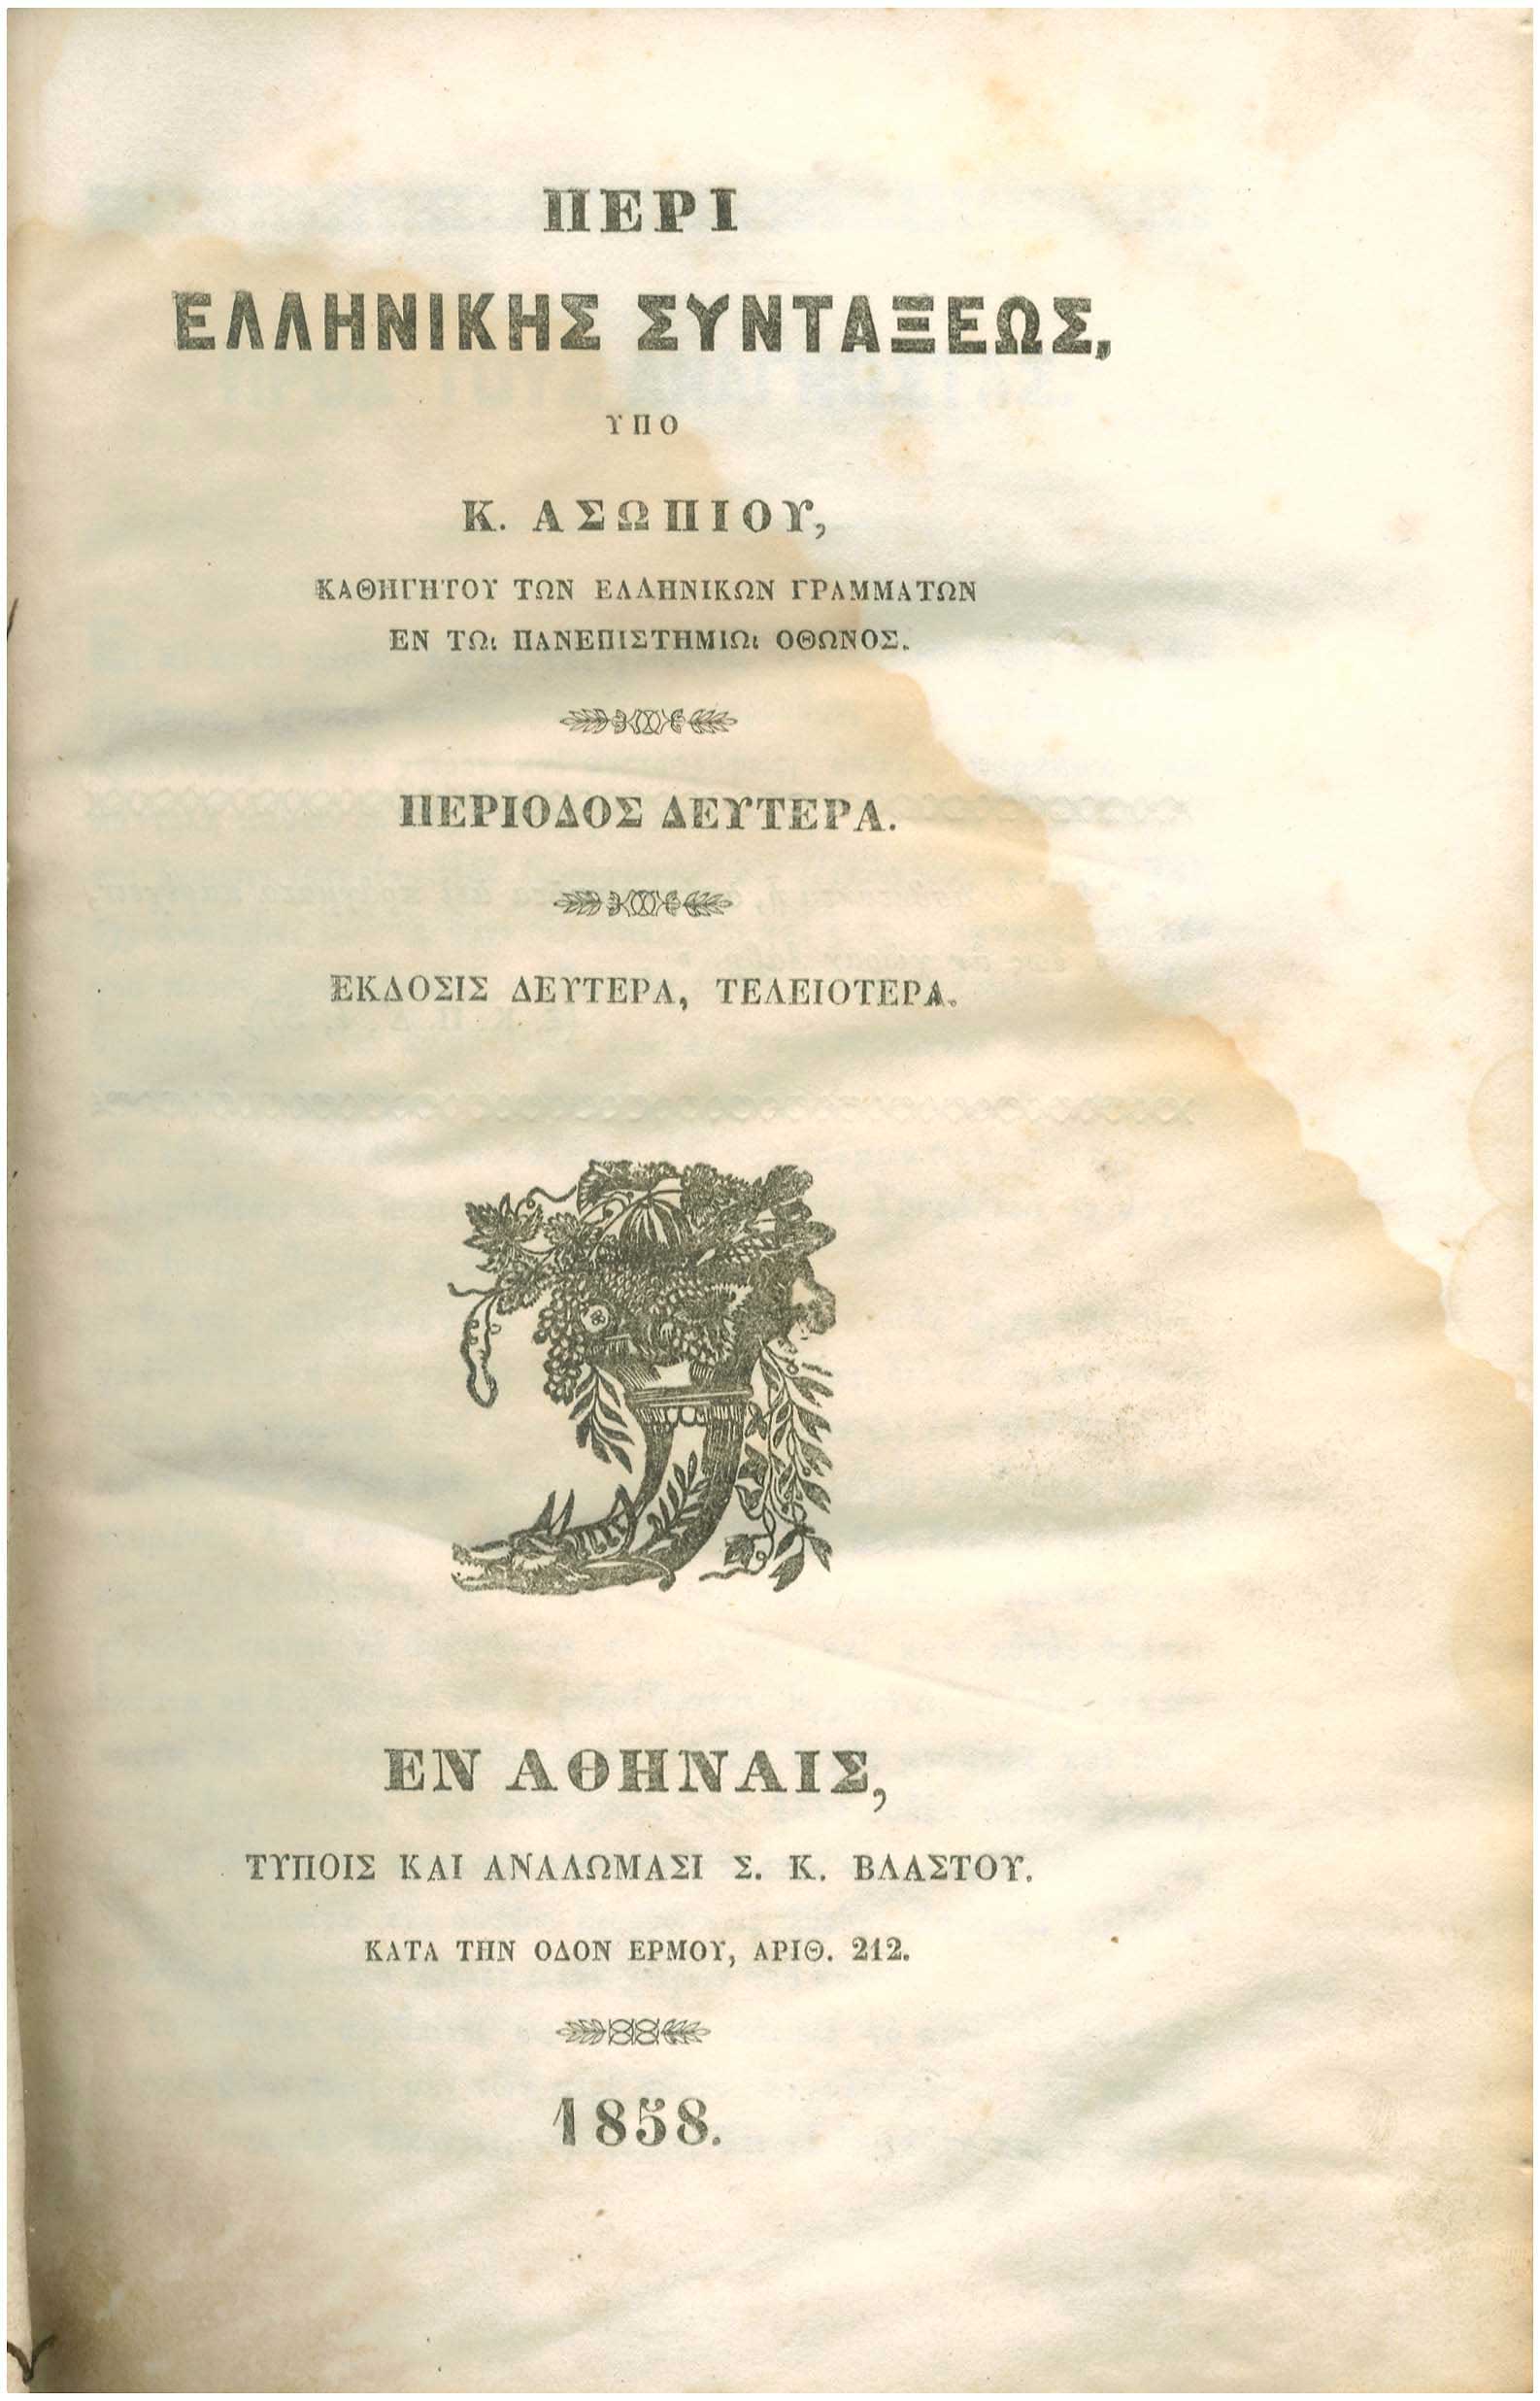 ΠΕΡΙ
ΕΛΛΗΝΙΚΗΣ ΣΥΝΤΑΞΕΩΣ,
ΥΠΟ
Κ. ΑΣΩΠΙΟΥ,
ΚΑΘΗΓΗΤΟΥ ΤΩΝ ΕΛΛΗΝΙΚΩΝ ΓΡΑΜΜΑΤΩΝ
ΕΝ ΤΩι ΠΑΝΕΠΙΣΤΗΜΙΩι ΟΘΩΝΟΣ.
ΠΕΡΙΟΔΟΣ ΔΕΥΤΕΡΑ.
ΕΚΔΟΣΙΣ ΔΕΥΤΕΡΑ, ΤΕΛΕΙΟΤΕΡΑ.
ΕΝ ΑΘΗΝΑΙΣ,
ΤΥΠΟΙΣ ΚΑΙ ΑΝΑΛΩΜΑΣΙ Σ. Κ. ΒΛΑΣΤΟΥ.
ΚΑΤΑ ΤΗΝ ΟΔΟΝ ΕΡΜΟΥ, ΑΡΙΘ. 212.
1858.